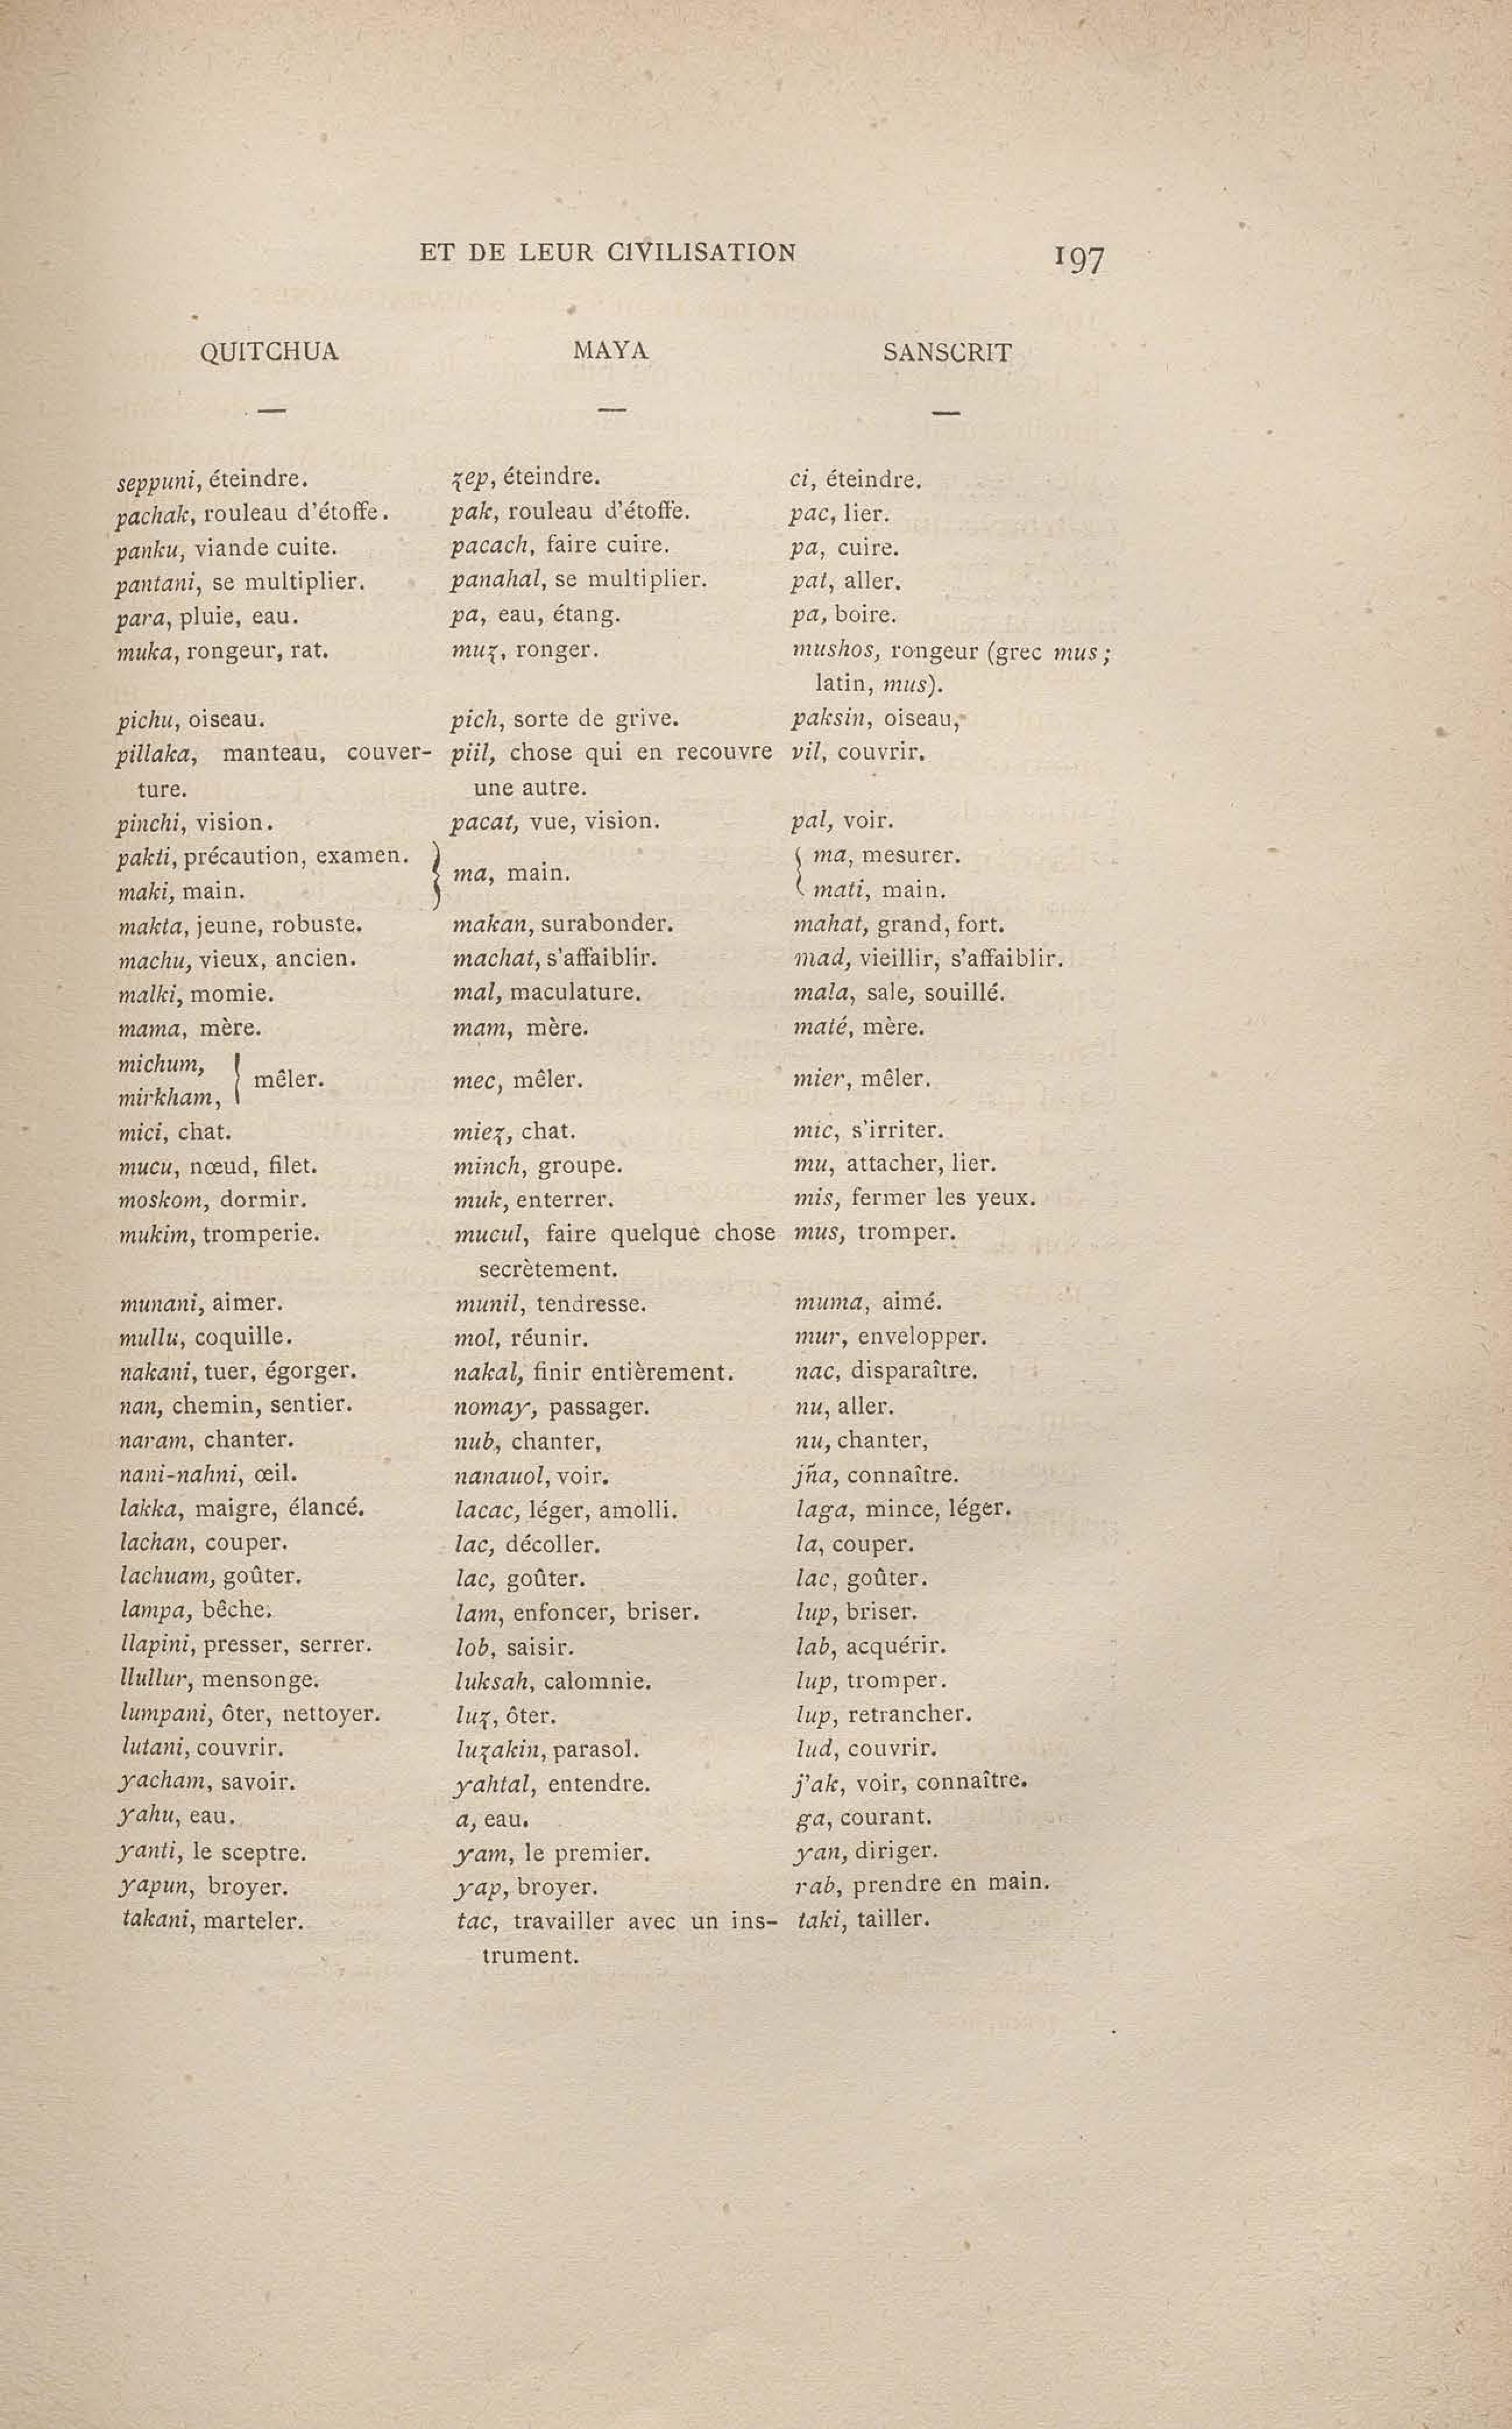 ET DE LEUR CIVILISATION 197
QUITCHUA MAYA SANSCRIT
seppuni, éteindre. zep, éteindre. ci, éteindre.
pachak, rouleau d'étoffe. pak, rouleau d'étoffe. pac, lier.
panku, viande cuite. pacach, faire cuire. pa, cuire.
pantani, se multiplier. panahal, se multiplier. pat, aller.
para, pluie, eau. pa, eau, étang. pa, boire.
muka, rongeur, rat. muz, ronger. mushos, rongeur (grec mus;
latin, mus).
pichu, oiseau. pich, sorte de grive. paksin, oiseau,
pillaka, manteau, couver- piil, chose qui en recouvre vil, couvrir.
ture. une autre.
pinchi, vision. pacat, vue, vision. pal, voir.
pakti, précaution, examen. ma, mesurer.
ma, main.
maki, main. mati, main.
makta, jeune, robuste. makan, surabonder. mahat, grand, fort.
machu, vieux, ancien. machat, s'affaiblir. mad, vieillir, s'affaiblir.
malki, momie. mal, maculature. mala, sale, souillé.
mama, mère. mam, mère. maté, mère.
michum,
mêler. mec, mêler. mier, mêler.
mirkham,
mici, chat. miez, chat. mic, s'irriter.
mucu, nœud, filet. minch, groupe. mu, attacher, lier.
moskom, dormir. muk, enterrer. mis, fermer les yeux.
mukim, tromperie. mucul, faire quelque chose mus, tromper.
secrètement.
munani, aimer. munil, tendresse. muma, aimé.
mullu, coquille. mol, réunir. mur, envelopper.
nakani, tuer, égorger. nakal, finir entièrement. nac, disparaître.
nan, chemin, sentier. nomay, passager. nu, aller.
naram, chanter. nub, chanter, nu, chanter,
nani-nahni, œil. nanauol, voir. jña, connaître.
lakka, maigre, élancé. lacac, léger, amolli. laga, mince, léger.
lachan, couper. lac, décoller. la, couper.
lachuam, goûter. lac, goûter. lac, goûter.
lampa, bêche. lam, enfoncer, briser. lup, briser.
llapini, presser, serrer. lob, saisir. lab, acquérir.
llullur, mensonge. luksah, calomnie. lup, tromper.
lumpani, ôter, nettoyer. luz, ôter. lup, retrancher.
lutani, couvrir. luzakin, parasol. lud, couvrir.
yacham, savoir. yahtal, entendre. j'ak, voir, connaître.
yahu, eau. a, eau. ga, courant.
yanti, le sceptre. yam, le premier. yan, diriger.
yapun, broyer. yap, broyer. rab, prendre en main.
takani, marteler. tac, travailler avec un ins- taki, tailler.
trument.